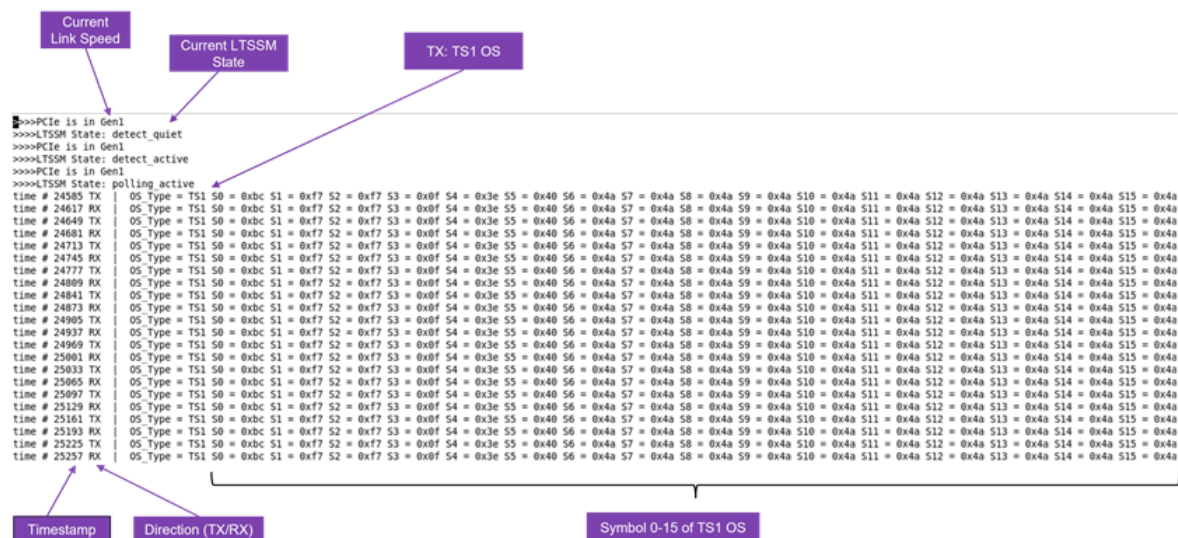 Current
Link Speed
Current LTSSM
State
TX: TS1 OS
>>>>PCIe is in Gen1
>>>>LTSSM State: detect_quiet
>>>>PCIe is in Gen1
>>>>LTSSM State: detect_active
>>>>PCIe is in Gen1
>>>>LTSSM State: polling_active
time # 24585 TX | OS_Type = TS1 S0 = 0xbc S1 = 0xf7 S2 = 0xf7 S3 = 0x0f S4 = 0x3e S5 = 0x40 S6 = 0x4a S7 = 0x4a S8 = 0x4a S9 = 0x4a S10 = 0x4a S11 = 0x4a S12 = 0x4a S13 = 0x4a S14 = 0x4a S15 = 0x4a
time # 24617 RX | OS_Type = TS1 S0 = 0xbc S1 = 0xf7 S2 = 0xf7 S3 = 0x0f S4 = 0x3e S5 = 0x40 S6 = 0x4a S7 = 0x4a S8 = 0x4a S9 = 0x4a S10 = 0x4a S11 = 0x4a S12 = 0x4a S13 = 0x4a S14 = 0x4a S15 = 0x4a
time # 24649 TX | OS_Type = TS1 S0 = 0xbc S1 = 0xf7 S2 = 0xf7 S3 = 0x0f S4 = 0x3e S5 = 0x40 S6 = 0x4a S7 = 0x4a S8 = 0x4a S9 = 0x4a S10 = 0x4a S11 = 0x4a S12 = 0x4a S13 = 0x4a S14 = 0x4a S15 = 0x4a
time # 24681 RX | OS_Type = TS1 S0 = 0xbc S1 = 0xf7 S2 = 0xf7 S3 = 0x0f S4 = 0x3e S5 = 0x40 S6 = 0x4a S7 = 0x4a S8 = 0x4a S9 = 0x4a S10 = 0x4a S11 = 0x4a S12 = 0x4a S13 = 0x4a S14 = 0x4a S15 = 0x4a
time # 24713 TX | OS_Type = TS1 S0 = 0xbc S1 = 0xf7 S2 = 0xf7 S3 = 0x0f S4 = 0x3e S5 = 0x40 S6 = 0x4a S7 = 0x4a S8 = 0x4a S9 = 0x4a S10 = 0x4a S11 = 0x4a S12 = 0x4a S13 = 0x4a S14 = 0x4a S15 = 0x4a
time # 24745 RX | OS_Type = TS1 S0 = 0xbc S1 = 0xf7 S2 = 0xf7 S3 = 0x0f S4 = 0x3e S5 = 0x40 S6 = 0x4a S7 = 0x4a S8 = 0x4a S9 = 0x4a S10 = 0x4a S11 = 0x4a S12 = 0x4a S13 = 0x4a S14 = 0x4a S15 = 0x4a
time # 24777 TX | OS_Type = TS1 S0 = 0xbc S1 = 0xf7 S2 = 0xf7 S3 = 0x0f S4 = 0x3e S5 = 0x40 S6 = 0x4a S7 = 0x4a S8 = 0x4a S9 = 0x4a S10 = 0x4a S11 = 0x4a S12 = 0x4a S13 = 0x4a S14 = 0x4a S15 = 0x4a
time # 24809 RX | OS_Type = TS1 S0 = 0xbc S1 = 0xf7 S2 = 0xf7 S3 = 0x0f S4 = 0x3e S5 = 0x40 S6 = 0x4a S7 = 0x4a S8 = 0x4a S9 = 0x4a S10 = 0x4a S11 = 0x4a S12 = 0x4a S13 = 0x4a S14 = 0x4a S15 = 0x4a
time # 24841 TX | OS_Type = TS1 S0 = 0xbc S1 = 0xf7 S2 = 0xf7 S3 = 0x0f S4 = 0x3e S5 = 0x40 S6 = 0x4a S7 = 0x4a S8 = 0x4a S9 = 0x4a S10 = 0x4a S11 = 0x4a S12 = 0x4a S13 = 0x4a S14 = 0x4a S15 = 0x4a
time # 24873 RX | OS_Type = TS1 S0 = 0xbc S1 = 0xf7 S2 = 0xf7 S3 = 0x0f S4 = 0x3e S5 = 0x40 S6 = 0x4a S7 = 0x4a S8 = 0x4a S9 = 0x4a S10 = 0x4a S11 = 0x4a S12 = 0x4a S13 = 0x4a S14 = 0x4a S15 = 0x4a
time # 24905 TX | OS_Type = TS1 S0 = 0xbc S1 = 0xf7 S2 = 0xf7 S3 = 0x0f S4 = 0x3e S5 = 0x40 S6 = 0x4a S7 = 0x4a S8 = 0x4a S9 = 0x4a S10 = 0x4a S11 = 0x4a S12 = 0x4a S13 = 0x4a S14 = 0x4a S15 = 0x4a
time # 24937 RX | OS_Type = TS1 S0 = 0xbc S1 = 0xf7 S2 = 0xf7 S3 = 0x0f S4 = 0x3e S5 = 0x40 S6 = 0x4a S7 = 0x4a S8 = 0x4a S9 = 0x4a S10 = 0x4a S11 = 0x4a S12 = 0x4a S13 = 0x4a S14 = 0x4a S15 = 0x4a
time # 24969 TX | OS_Type = TS1 S0 = 0xbc S1 = 0xf7 S2 = 0xf7 S3 = 0x0f S4 = 0x3e S5 = 0x40 S6 = 0x4a S7 = 0x4a S8 = 0x4a S9 = 0x4a S10 = 0x4a S11 = 0x4a S12 = 0x4a S13 = 0x4a S14 = 0x4a S15 = 0x4a
time # 25001 RX | OS_Type = TS1 S0 = 0xbc S1 = 0xf7 S2 = 0xf7 S3 = 0x0f S4 = 0x3e S5 = 0x40 S6 = 0x4a S7 = 0x4a S8 = 0x4a S9 = 0x4a S10 = 0x4a S11 = 0x4a S12 = 0x4a S13 = 0x4a S14 = 0x4a S15 = 0x4a
time # 25033 TX | OS_Type = TS1 S0 = 0xbc S1 = 0xf7 S2 = 0xf7 S3 = 0x0f S4 = 0x3e S5 = 0x40 S6 = 0x4a S7 = 0x4a S8 = 0x4a S9 = 0x4a S10 = 0x4a S11 = 0x4a S12 = 0x4a S13 = 0x4a S14 = 0x4a S15 = 0x4a
time # 25065 RX | OS_Type = TS1 S0 = 0xbc S1 = 0xf7 S2 = 0xf7 S3 = 0x0f S4 = 0x3e S5 = 0x40 S6 = 0x4a S7 = 0x4a S8 = 0x4a S9 = 0x4a S10 = 0x4a S11 = 0x4a S12 = 0x4a S13 = 0x4a S14 = 0x4a S15 = 0x4a
time # 25097 TX | OS_Type = TS1 S0 = 0xbc S1 = 0xf7 S2 = 0xf7 S3 = 0x0f S4 = 0x3e S5 = 0x40 S6 = 0x4a S7 = 0x4a S8 = 0x4a S9 = 0x4a S10 = 0x4a S11 = 0x4a S12 = 0x4a S13 = 0x4a S14 = 0x4a S15 = 0x4a
time # 25129 RX | OS_Type = TS1 S0 = 0xbc S1 = 0xf7 S2 = 0xf7 S3 = 0x0f S4 = 0x3e S5 = 0x40 S6 = 0x4a S7 = 0x4a S8 = 0x4a S9 = 0x4a S10 = 0x4a S11 = 0x4a S12 = 0x4a S13 = 0x4a S14 = 0x4a S15 = 0x4a
time # 25161 TX | OS_Type = TS1 S0 = 0xbc S1 = 0xf7 S2 = 0xf7 S3 = 0x0f S4 = 0x3e S5 = 0x40 S6 = 0x4a S7 = 0x4a S8 = 0x4a S9 = 0x4a S10 = 0x4a S11 = 0x4a S12 = 0x4a S13 = 0x4a S14 = 0x4a S15 = 0x4a
time # 25193 RX | OS_Type = TS1 S0 = 0xbc S1 = 0xf7 S2 = 0xf7 S3 = 0x0f S4 = 0x3e S5 = 0x40 S6 = 0x4a S7 = 0x4a S8 = 0x4a S9 = 0x4a S10 = 0x4a S11 = 0x4a S12 = 0x4a S13 = 0x4a S14 = 0x4a S15 = 0x4a
time # 25225 TX | OS_Type = TS1 S0 = 0xbc S1 = 0xf7 S2 = 0xf7 S3 = 0x0f S4 = 0x3e S5 = 0x40 S6 = 0x4a S7 = 0x4a S8 = 0x4a S9 = 0x4a S10 = 0x4a S11 = 0x4a S12 = 0x4a S13 = 0x4a S14 = 0x4a S15 = 0x4a
time # 25257 RX | OS_Type = TS1 S0 = 0xbc S1 = 0xf7 S2 = 0xf7 S3 = 0x0f S4 = 0x3e S5 = 0x40 S6 = 0x4a S7 = 0x4a S8 = 0x4a S9 = 0x4a S10 = 0x4a S11 = 0x4a S12 = 0x4a S13 = 0x4a S14 = 0x4a S15 = 0x4a
Timestamp
Direction (TX/RX)
Symbol 0-15 of TS1 OS